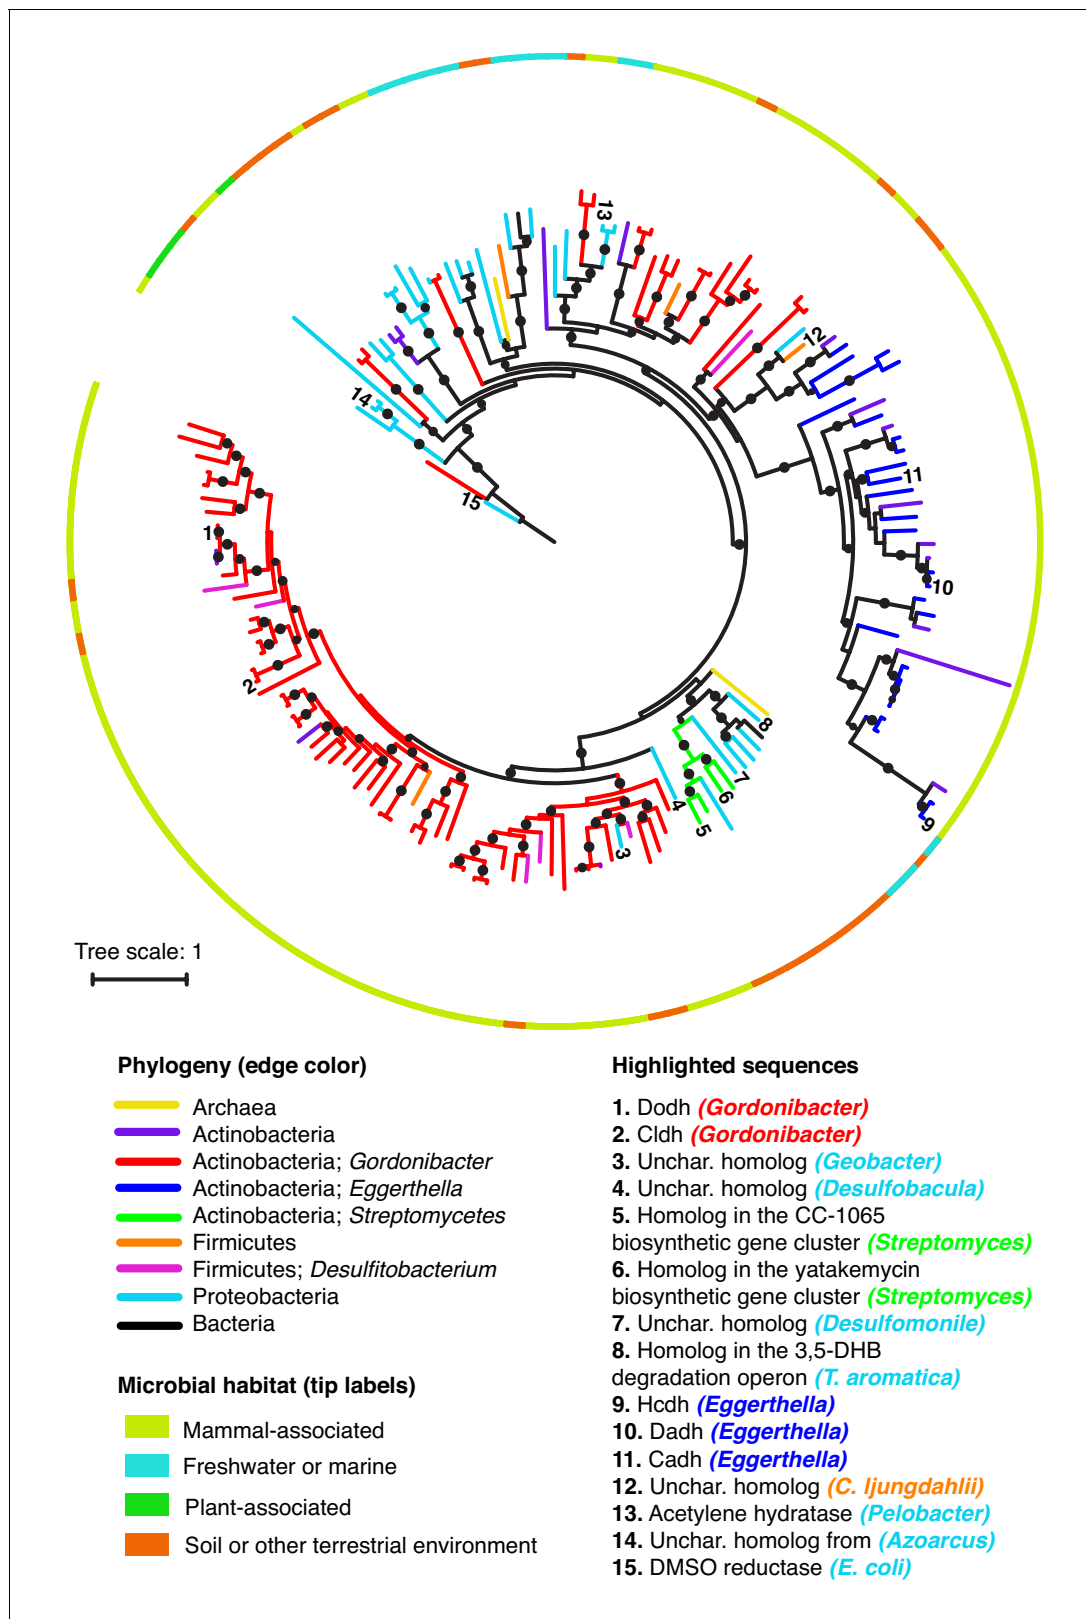 13
12
14
11
15
1
10
2
8
7
6
4
5
9
3
Tree scale: 1
Phylogeny (edge color)
Archaea
Actinobacteria
Actinobacteria; Gordonibacter
Actinobacteria; Eggerthella
Actinobacteria; Streptomycetes
Firmicutes
Firmicutes; Desulfitobacterium
Proteobacteria
Bacteria
Microbial habitat (tip labels)
Mammal-associated
Freshwater or marine
Plant-associated
Soil or other terrestrial environment
Highlighted sequences
1. Dodh (Gordonibacter)
2. Cldh (Gordonibacter)
3. Unchar. homolog (Geobacter)
4. Unchar. homolog (Desulfobacula)
5. Homolog in the CC-1065
biosynthetic gene cluster (Streptomyces)
6. Homolog in the yatakemycin
biosynthetic gene cluster (Streptomyces)
7. Unchar. homolog (Desulfomonile)
8. Homolog in the 3,5-DHB
degradation operon (T. aromatica)
9. Hcdh (Eggerthella)
10. Dadh (Eggerthella)
11. Cadh (Eggerthella)
12. Unchar. homolog (C. ljungdahlii)
13. Acetylene hydratase (Pelobacter)
14. Unchar. homolog from (Azoarcus)
15. DMSO reductase (E. coli)